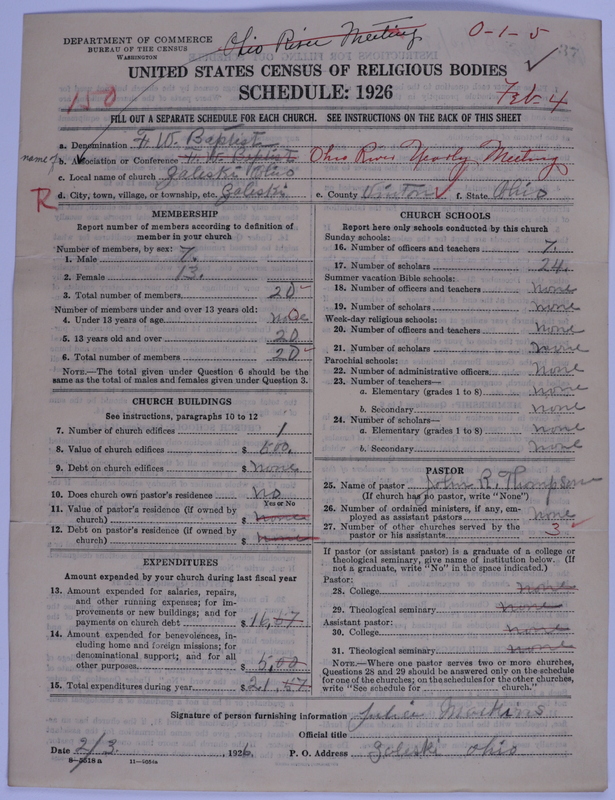 Ohio River Meeting
0-1-5
DEPARTMENT OF COMMERCE
BUREAU OF THE CENSUS
WASHINGTON
UNITED STATES CENSUS OF RELIGIOUS BODIES
SCHEDULE: 1926
150
Feb 4
FILL OUT A SEPARATE SCHEDULE FOR EACH CHURCH. SEE INSTRUCTIONS ON THE BACK OF THIS SHEET
a. Denomination F. W. Baptist
name of
b. Association or Conference F. W. Baptist Ohio River Yearly Meeting
c. Local name of church Goleski Ohio
R
d. City, town, village, or township, etc. Goleski e. County Vinton f. State Ohio
MEMBERSHIP
Report number of members according to definition of
member in your church
Number of members, by sex:
1. Male 7.
2. Female 13.
3. Total number of members 20
Number of members under and over 13 years old:
4. Under 13 years of age none
5. 13 years old and over 20
6. Total number of members 20
NOTE.—The total given under Question 6 should be
the same as the total of males and females given under Question 3.
CHURCH BUILDINGS
See instructions, paragraphs 10 to 12
7. Number of church edifices 1
8. Value of church edifices $ 800.
9. Debt on church edifices $ none
10. Does church own pastor's residence No
Yes or No
11. Value of pastor's residence (if owned by
church) $ none
12. Debt on pastor's residence (if owned by
church) $ none
EXPENDITURES
Amount expended by your church during last fiscal year
13. Amount expended for salaries, repairs,
and other running expenses; for im-
provements or new buildings; and for
payments on church debt $ 16.57
14. Amount expended for benevolences, in-
cluding home and foreign missions; for
denominational support; and for all
other purposes. $ 5.00
15. Total expenditures during year $ 21.57
CHURCH SCHOOLS
Report here only schools conducted by this church
Sunday schools:
16. Number of officers and teachers 7.
17. Number of scholars 24.
Summer vacation Bible schools:
18. Number of officers and teachers none
19. Number of scholars none
Week-day religious schools:
20. Number of officers and teachers none
21. Number of scholars none
Parochial schools:
22. Number of administrative officers none
23. Number of teachers—
a. Elementary (grades 1 to 8) none
b. Secondary none
24. Number of scholars—
a. Elementary (grades 1 to 8) none
b. Secondary none
PASTOR
25. Name of pastor John R. Thompson
(If church has no pastor, write "None")
26. Number of ordained ministers, if any, em-
ployed as assistant pastors none
27. Number of other churches served by the
pastor or his assistants 3
If pastor (or assistant pastor) is a graduate of a college or
theological seminary, give name of institution below. (If
not a graduate, write "No" in the space indicated.)
Pastor:
28. College none
29. Theological seminary none
Assistant pastor:
30. College none
31. Theological seminary none
NOTE.—Where one pastor serves two or more churches,
Questions 28 and 29 should be answered only on the schedule
for one of the churches; on the schedules for the other churches,
write "See schedule for church."
Signature of person furnishing information
Official title
Date 2/3, 1926. P. O. Address Goleski Ohio
8—5518 a 11—4054a